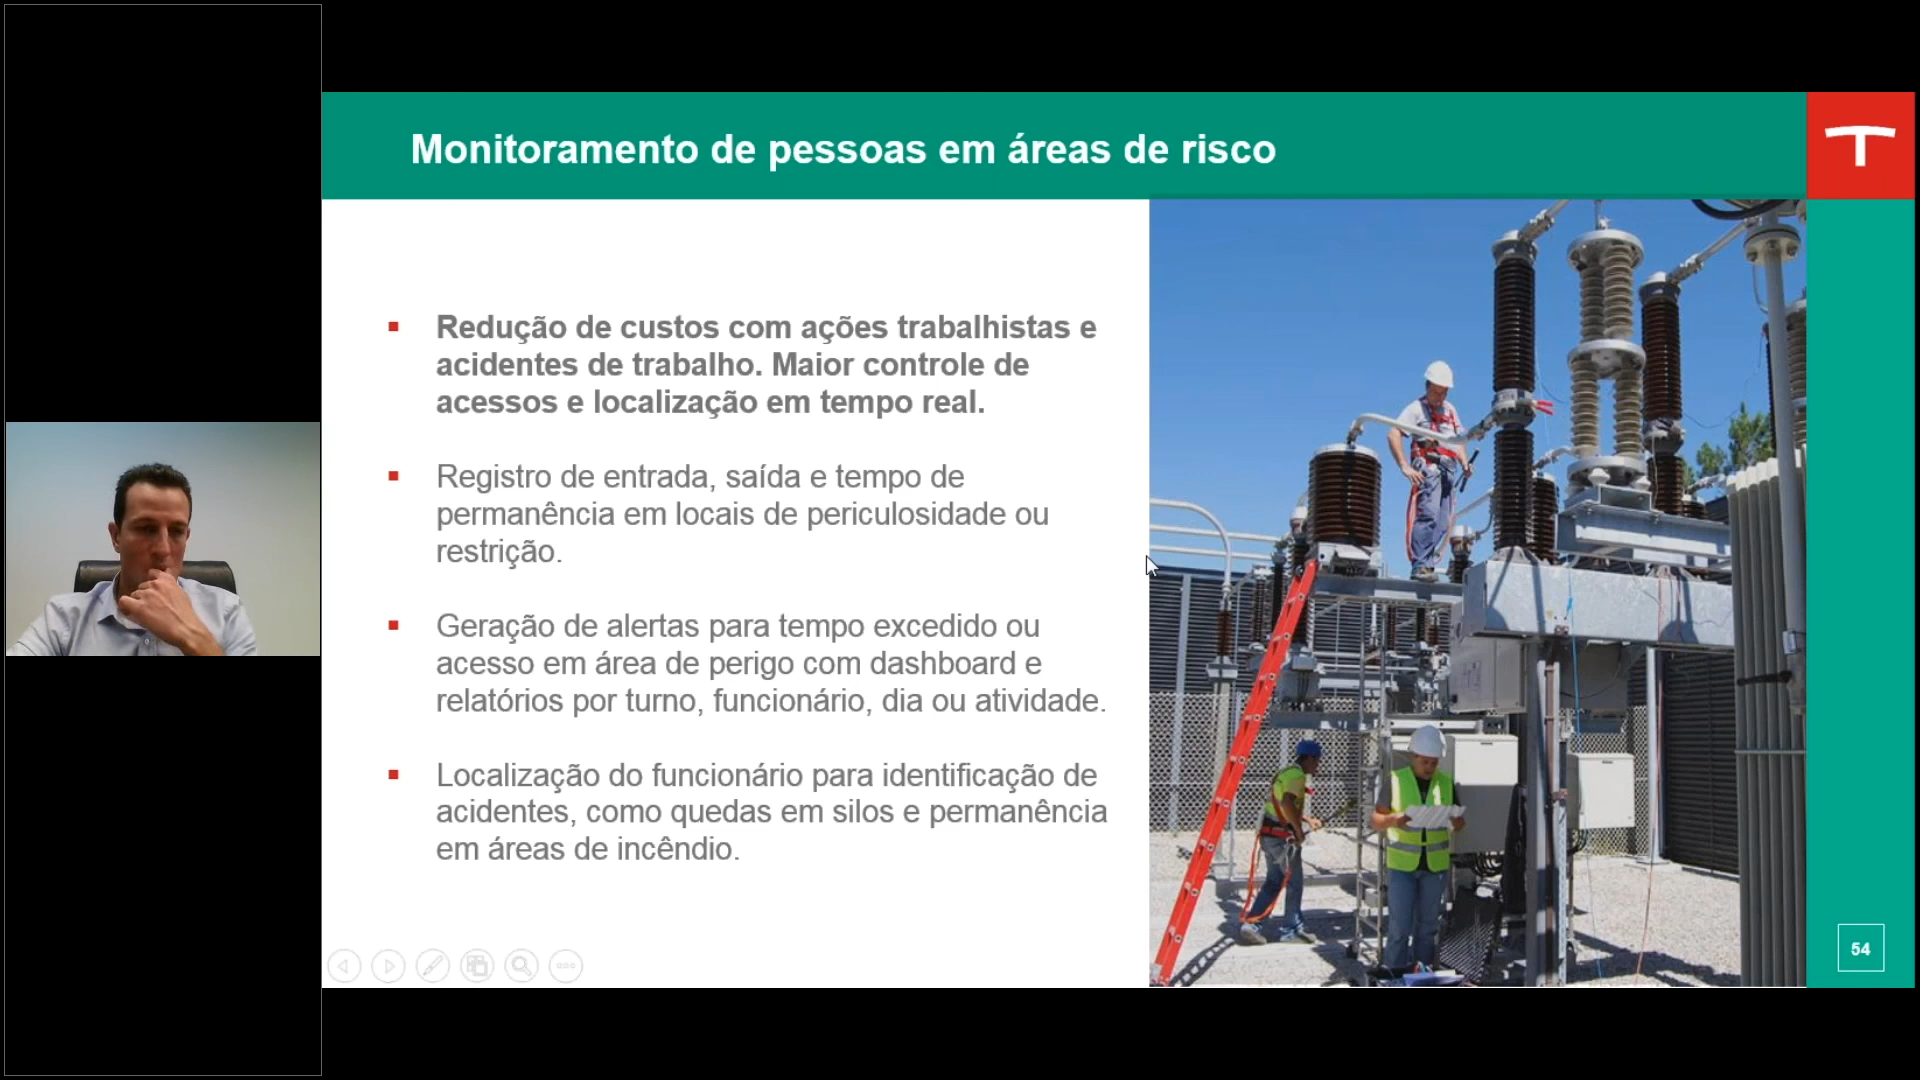 Monitoramento de pessoas em áreas de risco
T
Redução de custos com ações trabalhistas e
acidentes de trabalho. Maior controle de
acessos e localização em tempo real.
Registro de entrada, saída e tempo de
permanência em locais de periculosidade ou
restrição.
Geração de alertas para tempo excedido ou
acesso em área de perigo com dashboard e
relatórios por turno, funcionário, dia ou atividade.
Localização do funcionário para identificação de
acidentes, como quedas em silos e permanência
em áreas de incêndio.
54